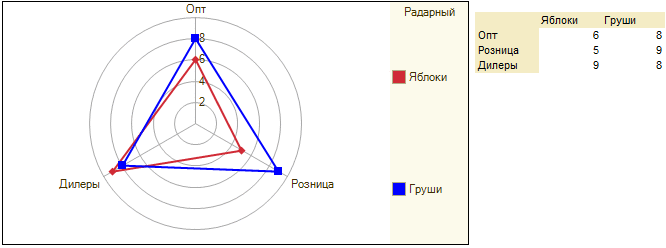 Опт
8
6
4
2
Дилеры
Розница
Радарный
Яблоки
Груши
Яблоки Груши
Опт 6 8
Розница 5 9
Дилеры 9 8